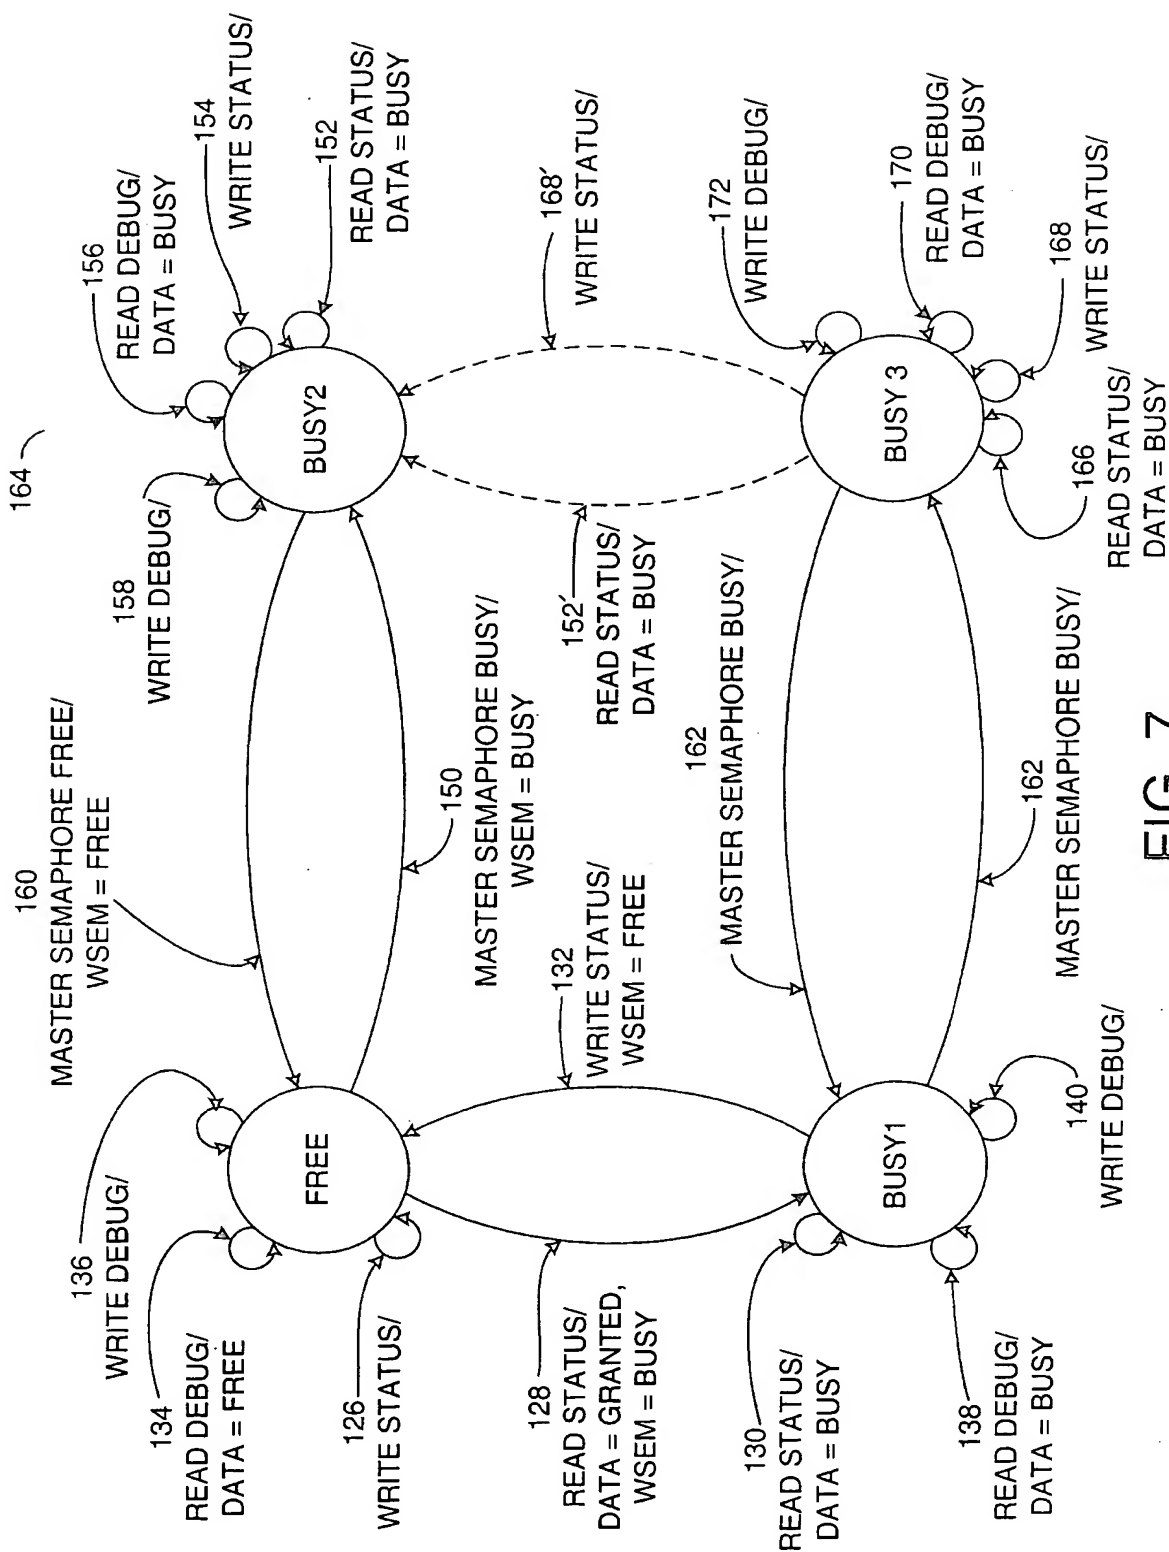 164
160
MASTER SEMAPHORE FREE/
WSEM = FREE
136
WRITE DEBUG/
134
READ DEBUG/
DATA = FREE
126
WRITE STATUS/
FREE
158
WRITE DEBUG/
156
READ DEBUG/
DATA = BUSY
154
WRITE STATUS/
152
READ STATUS/
DATA = BUSY
BUSY2
150
MASTER SEMAPHORE BUSY/
WSEM = BUSY
128
READ STATUS/
DATA = GRANTED,
WSEM = BUSY
132
WRITE STATUS/
WSEM = FREE
152′
READ STATUS/
DATA = BUSY
168′
WRITE STATUS/
162
MASTER SEMAPHORE BUSY/
130
READ STATUS/
DATA = BUSY
BUSY1
138
READ DEBUG/
DATA = BUSY
140
WRITE DEBUG/
172
WRITE DEBUG/
170
READ DEBUG/
DATA = BUSY
BUSY 3
168
WRITE STATUS/
166
READ STATUS/
DATA = BUSY
162
MASTER SEMAPHORE BUSY/
FIG. 7